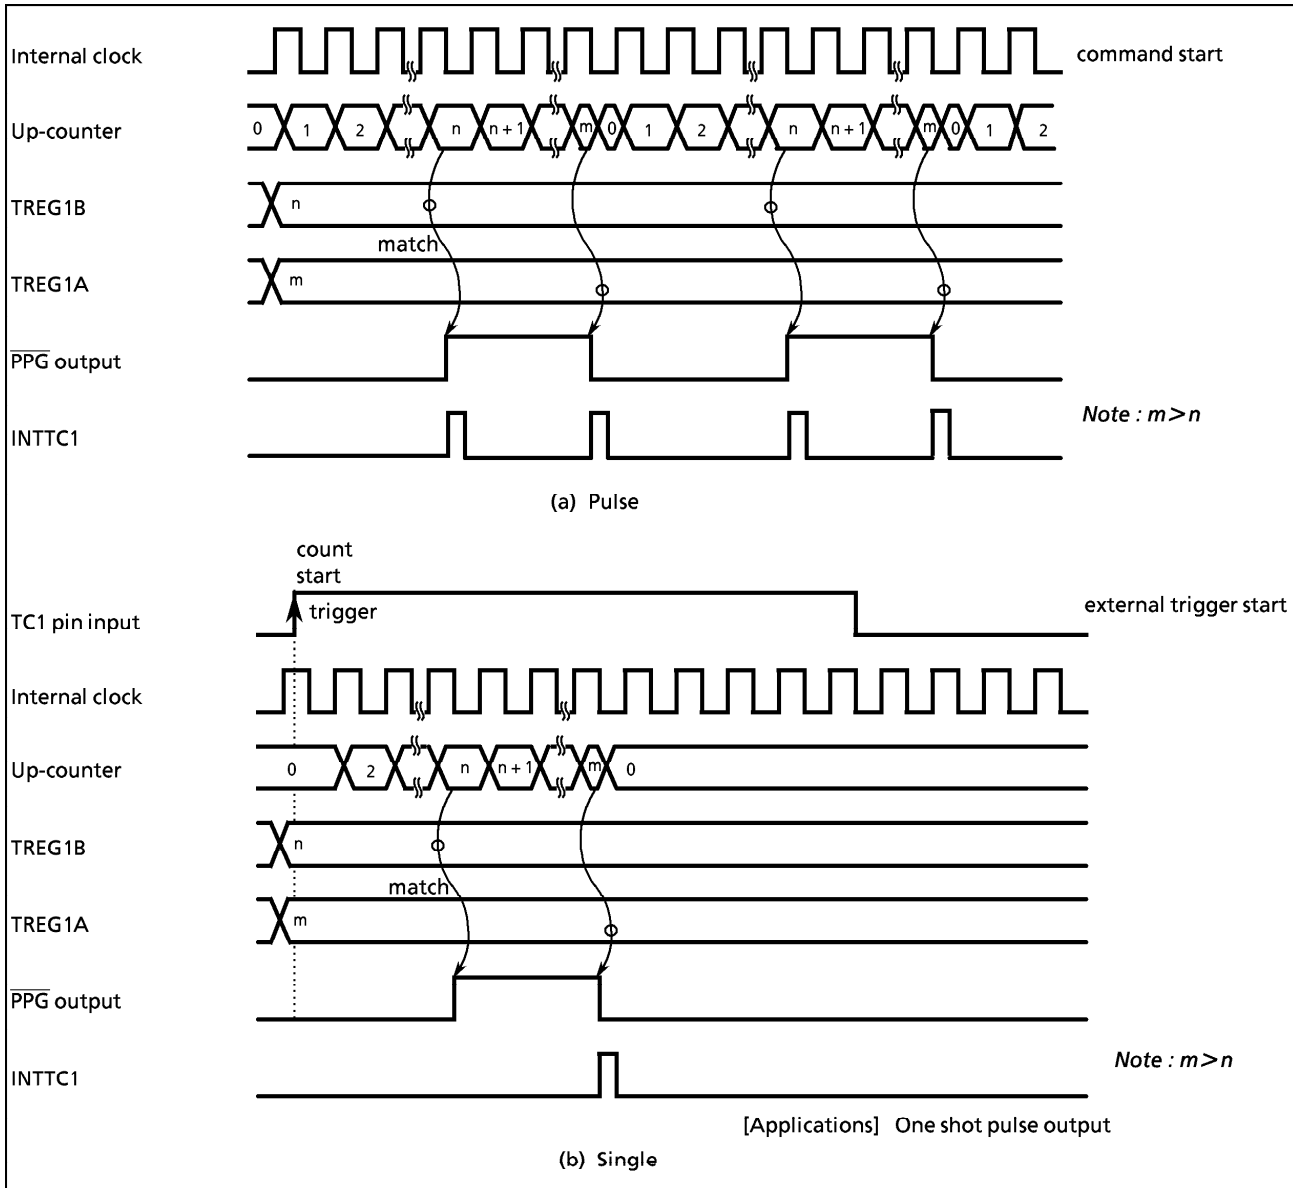 Internal clock
command start
Up-counter
0 1 2 n n+1 m 0 1 2 n n+1 m 0 1 2
TREG1B
n
match
TREG1A
m
PPG output
Note : m>n
INTTC1
(a) Pulse
count
start
trigger
TC1 pin input
external trigger start
Internal clock
Up-counter
0 2 n n+1 m 0
TREG1B
n
match
TREG1A
m
PPG output
Note : m>n
INTTC1
[Applications] One shot pulse output
(b) Single